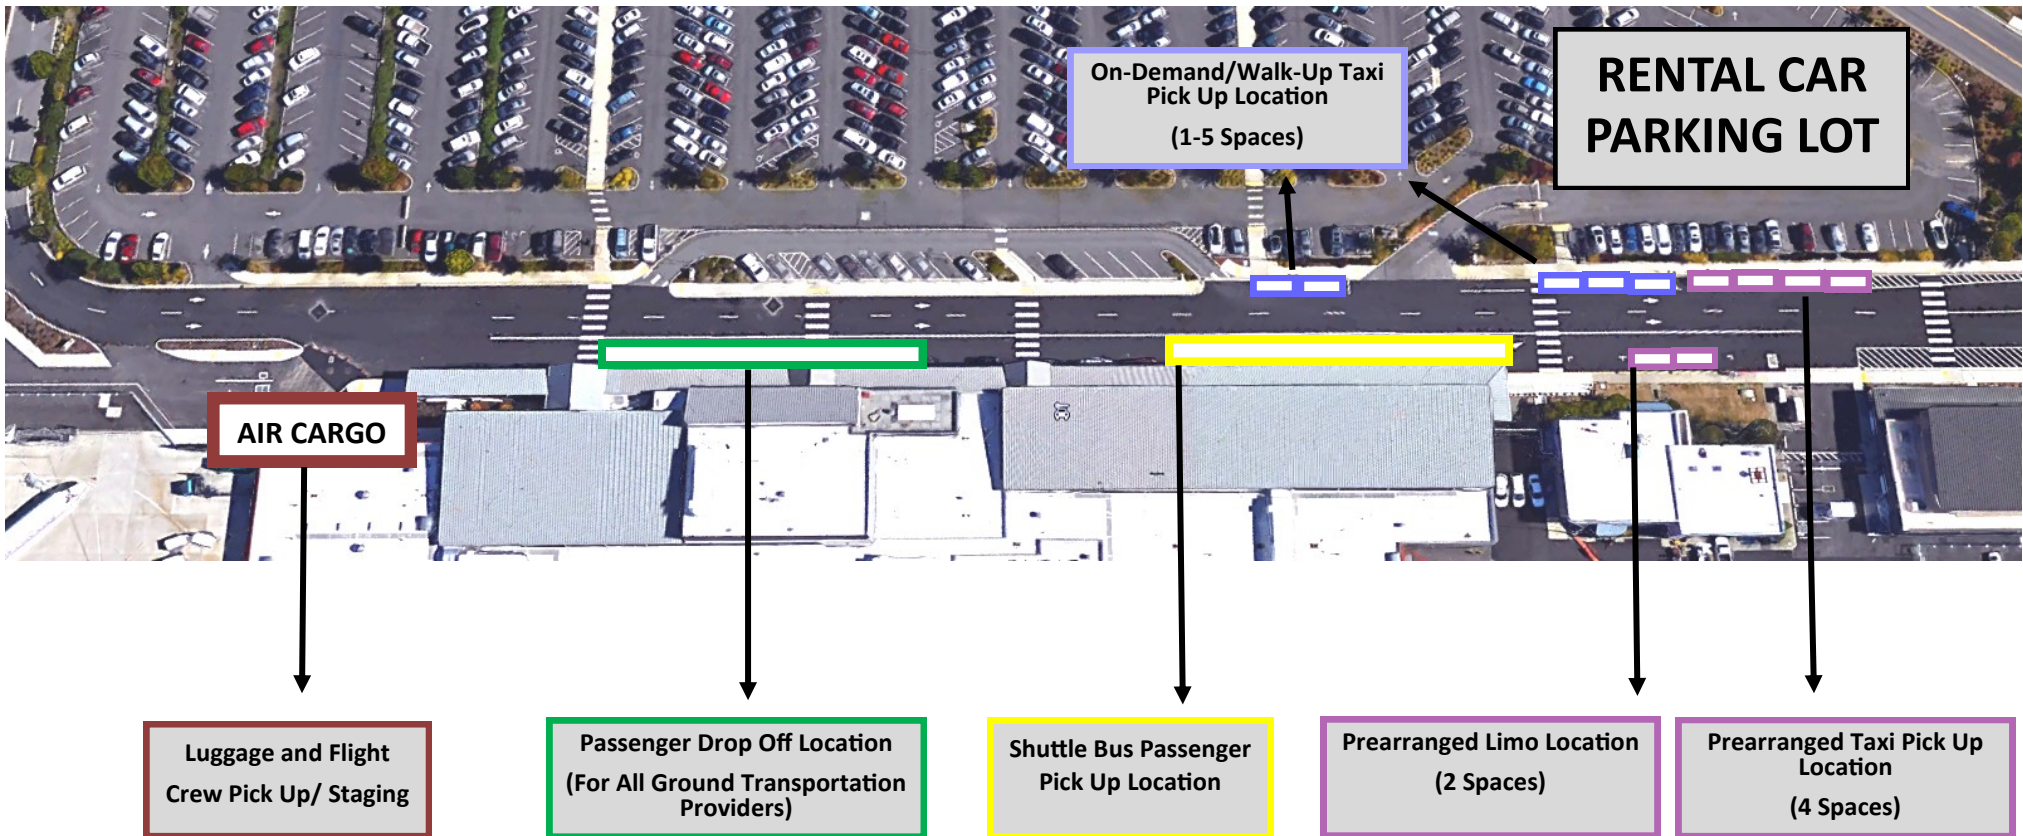 On-Demand/Walk-Up Taxi
Pick Up Location
(1-5 Spaces)
RENTAL CAR
PARKING LOT
AIR CARGO
Luggage and Flight
Crew Pick Up/ Staging
Passenger Drop Off Location
(For All Ground Transportation
Providers)
Shuttle Bus Passenger
Pick Up Location
Prearranged Limo Location
(2 Spaces)
Prearranged Taxi Pick Up
Location
(4 Spaces)